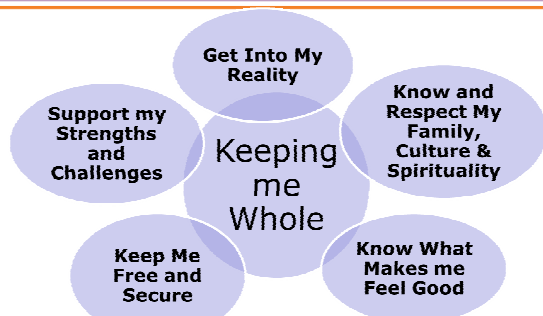 Get Into My
Reality
Know and
Respect My
Family,
Culture &
Spirituality
Know What
Makes me
Feel Good
Keep Me
Free and
Secure
Support my
Strengths
and
Challenges
Keeping
me
Whole